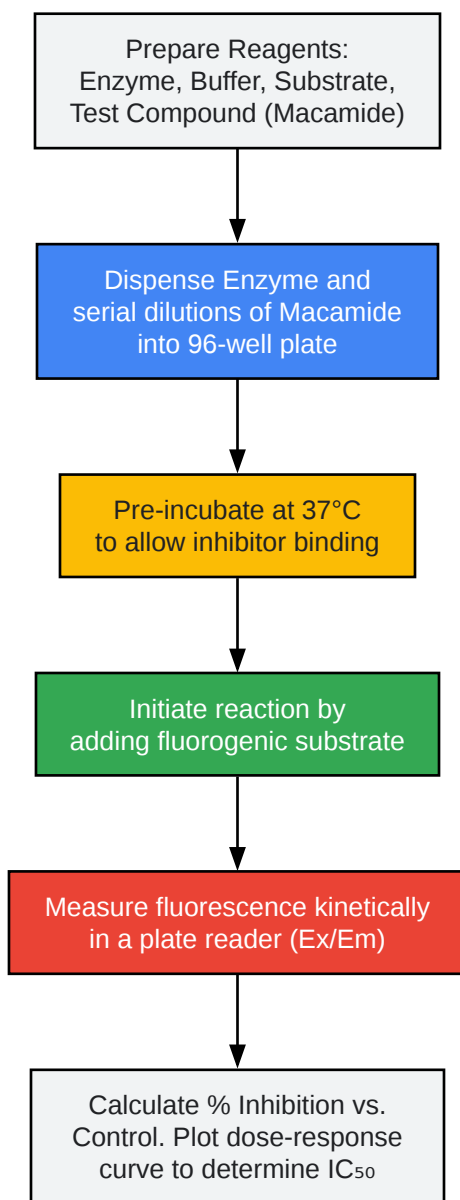 Prepare Reagents:
Enzyme, Buffer, Substrate,
Test Compound (Macamide)
Dispense Enzyme and
serial dilutions of Macamide
into 96-well plate
Pre-incubate at 37°C
to allow inhibitor binding
Initiate reaction by
adding fluorogenic substrate
Measure fluorescence kinetically
in a plate reader (Ex/Em)
Calculate % Inhibition vs.
Control. Plot dose-response
curve to determine IC₅₀